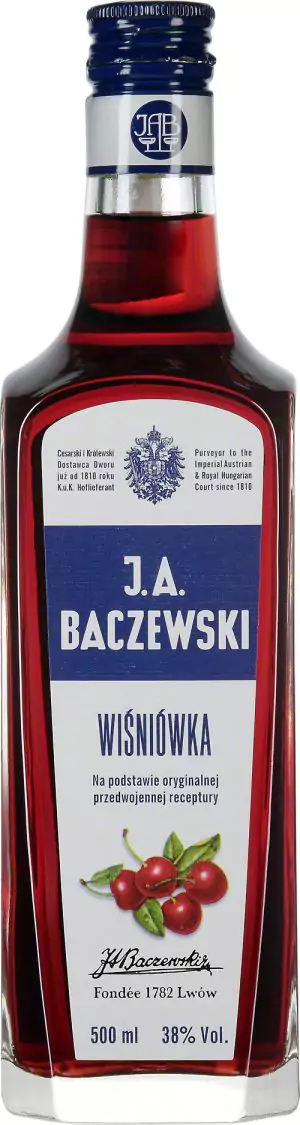 JAB
Cesarski i Królewski
Dostawca Dworu
już od 1810 roku
K.u.K. Hoflieferant
Purveyor to the
Imperial Austrian
& Royal Hungarian
Court since 1810
J.A.
BACZEWSKI
WIŚNIÓWKA
Na podstawie oryginalnej
przedwojennej receptury
JABaczewski
Fondée 1782 Lwów
500 ml 38% Vol.